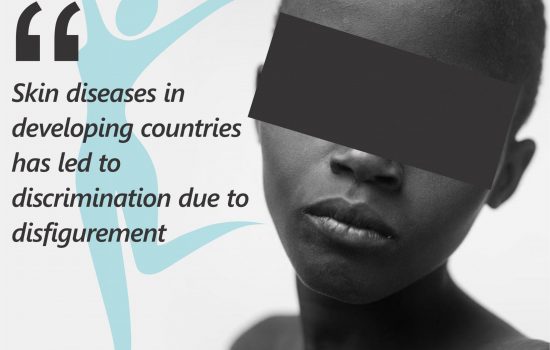 “
Skin diseases in
developing countries
has led to
discrimination due to
disfigurement